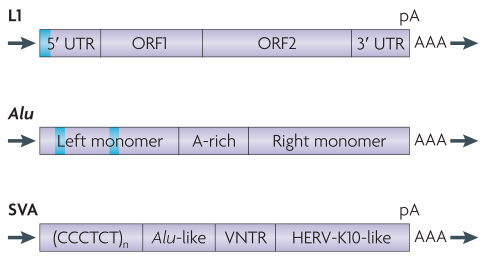 L1 pA
5′ UTR ORF1 ORF2 3′ UTR AAA
Alu
Left monomer A-rich Right monomer AAA
SVA pA
(CCCTCT)n Alu-like VNTR HERV-K10-like AAA